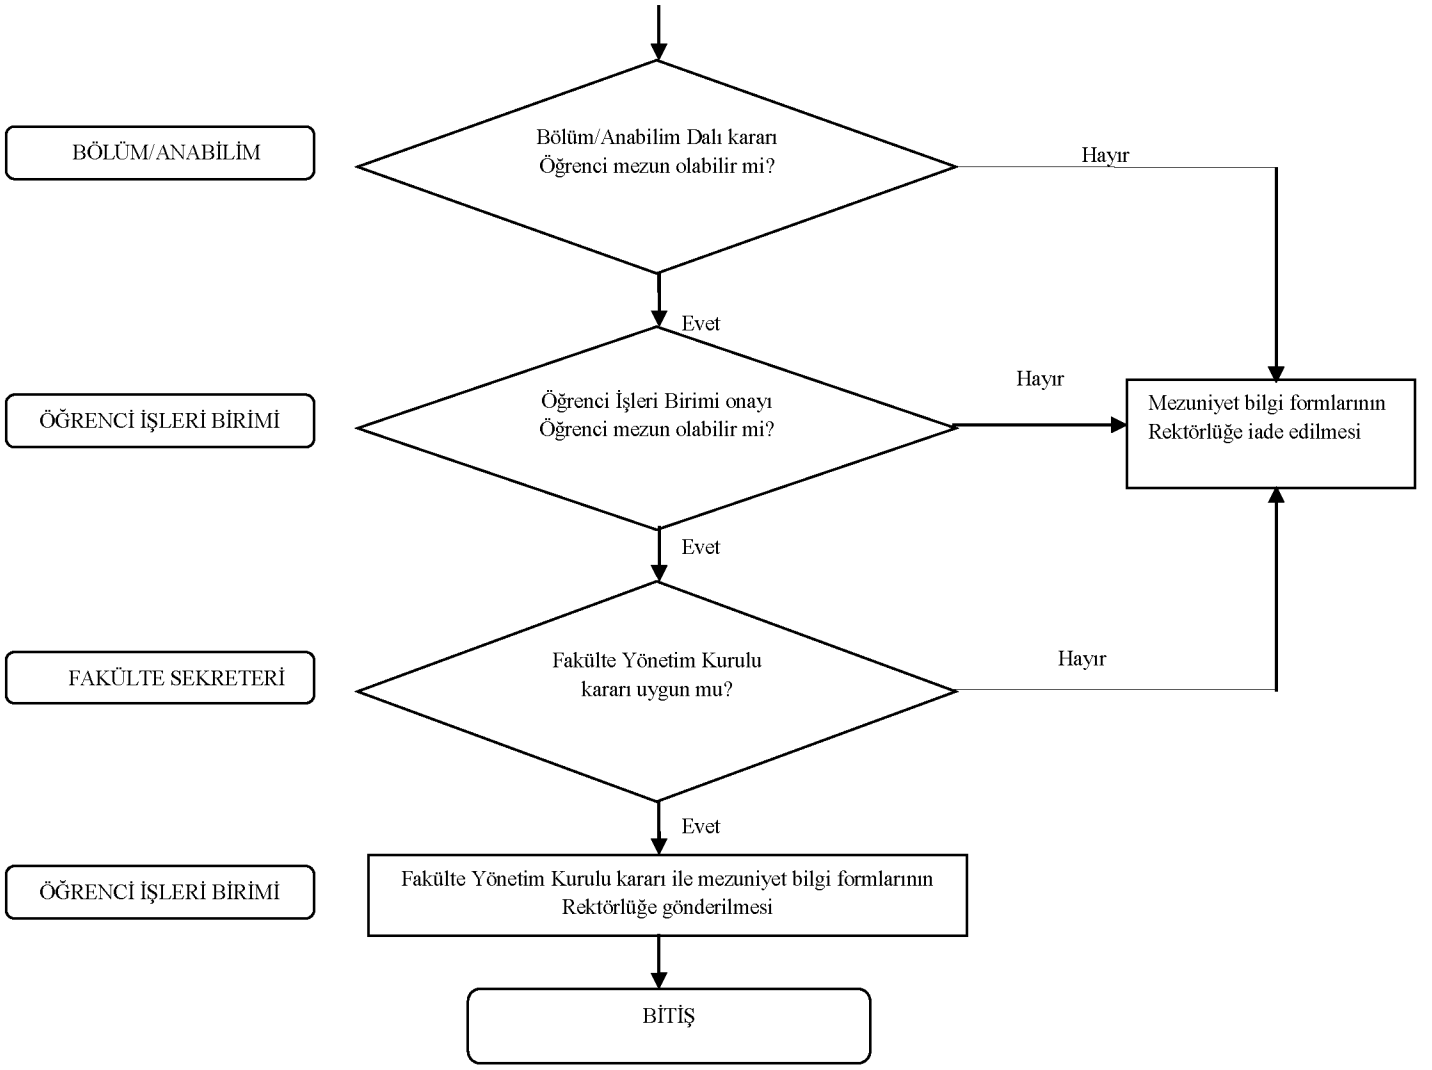 BÖLÜM/ANABİLİM
Bölüm/Anabilim Dalı kararı
Öğrenci mezun olabilir mi?
Hayır
Evet
ÖĞRENCİ İŞLERİ BİRİMİ
Öğrenci İşleri Birimi onayı
Öğrenci mezun olabilir mi?
Hayır
Mezuniyet bilgi formlarının
Rektörlüğe iade edilmesi
Evet
FAKÜLTE SEKRETERİ
Fakülte Yönetim Kurulu
kararı uygun mu?
Hayır
Evet
ÖĞRENCİ İŞLERİ BİRİMİ
Fakülte Yönetim Kurulu kararı ile mezuniyet bilgi formlarının
Rektörlüğe gönderilmesi
BİTİŞ